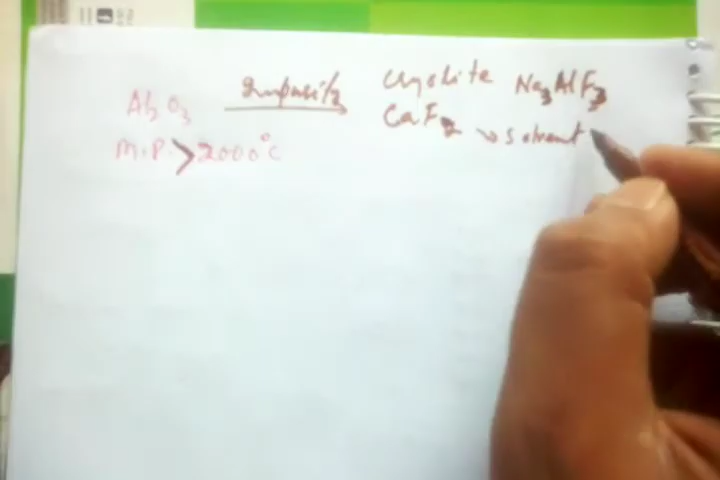 Al2O3 Impurity Cryolite Na3AlF3
CaF2 ↘ solvent
M.P. > 2000°C